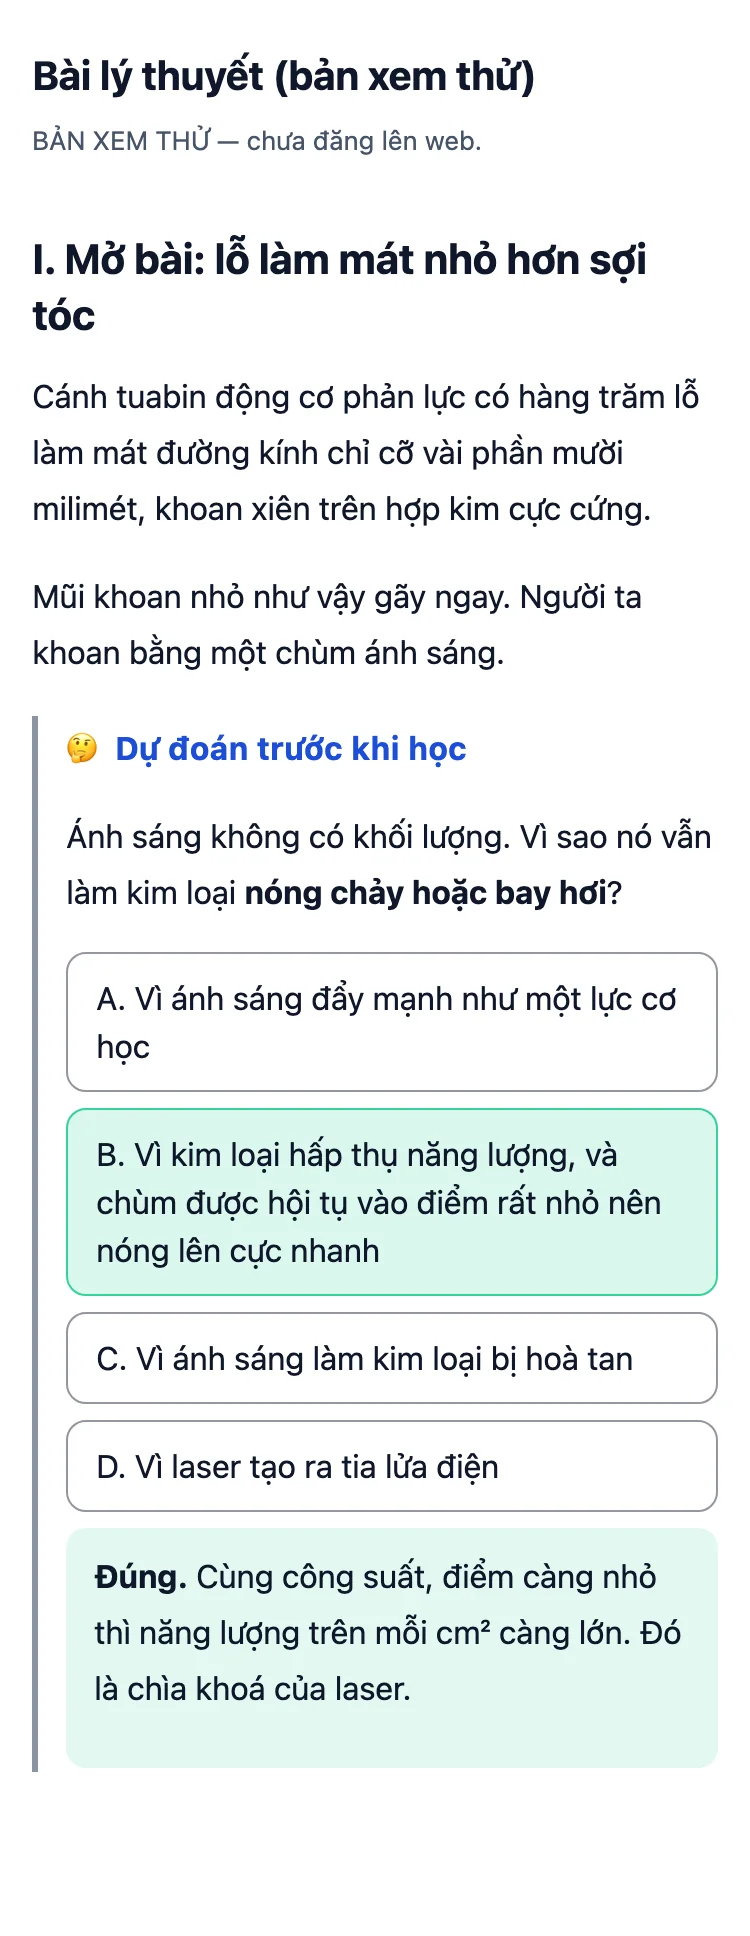 Bài lý thuyết (bản xem thử)
BẢN XEM THỬ — chưa đăng lên web.
I. Mở bài: lỗ làm mát nhỏ hơn sợi
tóc
Cánh tuabin động cơ phản lực có hàng trăm lỗ
làm mát đường kính chỉ cỡ vài phần mười
milimét, khoan xiên trên hợp kim cực cứng.
Mũi khoan nhỏ như vậy gãy ngay. Người ta
khoan bằng một chùm ánh sáng.
🤔 Dự đoán trước khi học
Ánh sáng không có khối lượng. Vì sao nó vẫn
làm kim loại nóng chảy hoặc bay hơi?
A. Vì ánh sáng đẩy mạnh như một lực cơ
học
B. Vì kim loại hấp thụ năng lượng, và
chùm được hội tụ vào điểm rất nhỏ nên
nóng lên cực nhanh
C. Vì ánh sáng làm kim loại bị hoà tan
D. Vì laser tạo ra tia lửa điện
Đúng. Cùng công suất, điểm càng nhỏ
thì năng lượng trên mỗi cm² càng lớn. Đó
là chìa khoá của laser.